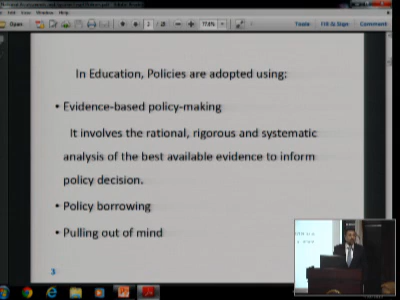 Open
Tools
Fill & Sign
Comment
In Education, Policies are adopted using:
• Evidence-based policy-making
It involves the rational, rigorous and systematic
analysis of the best available evidence to inform
policy decision.
• Policy borrowing
• Pulling out of mind
3